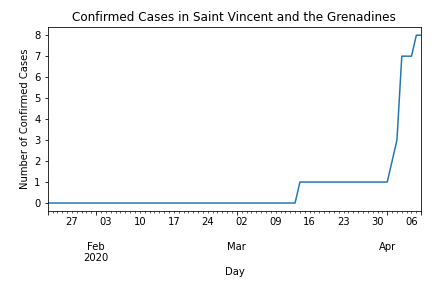 Confirmed Cases in Saint Vincent and the Grenadines
Number of Confirmed Cases
8
7
6
5
4
3
2
1
0
27 03 10 17 24 02 09 16 23 30 06
Feb Mar Apr
2020
Day